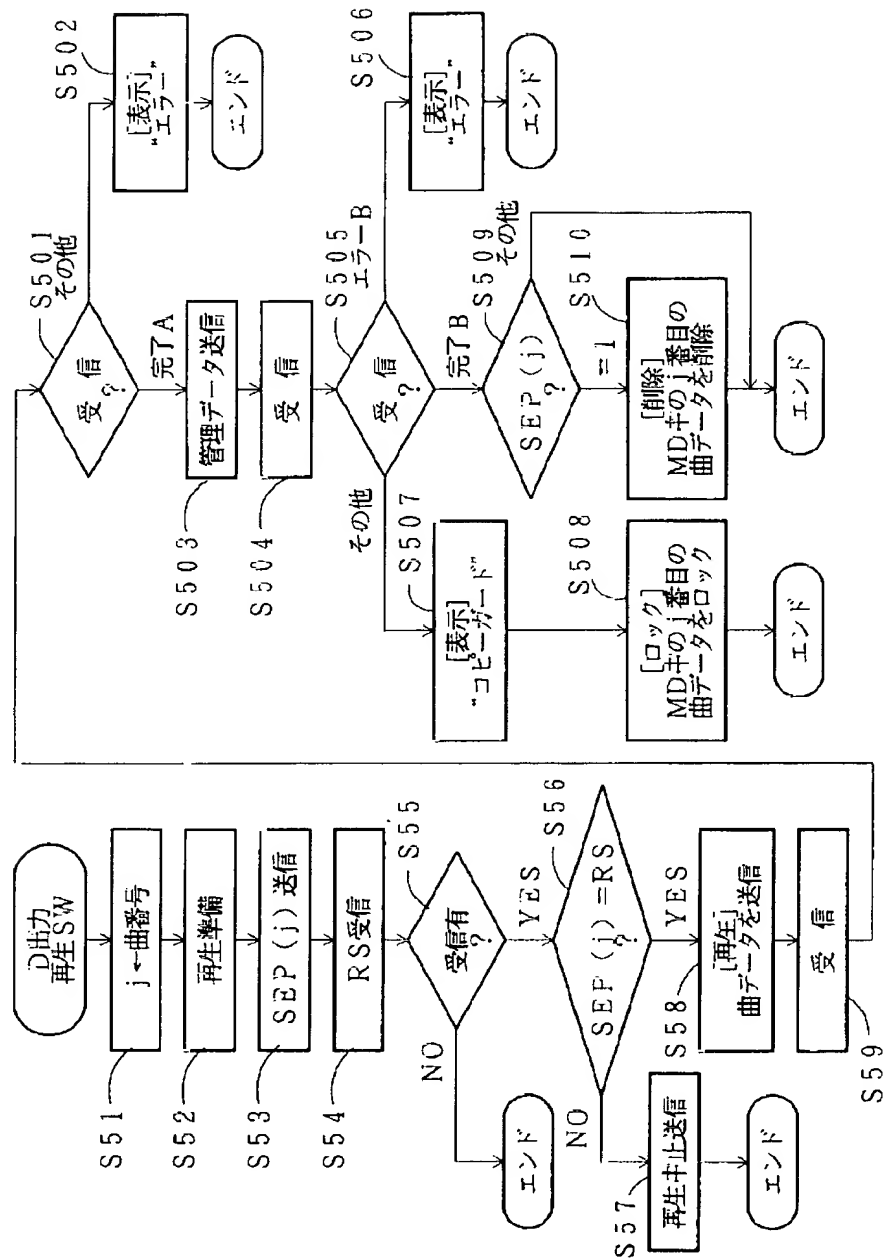 D出力
再生SW
S51
j←曲番号
S52
再生準備
S53
SEP(j)送信
S54
RS受信
S55
受信有
?
NO
エンド
YES
S56
SEP(j)=RS
?
NO
S57
再生中止送信
エンド
YES
S58
[再生]
曲データを送信
S59
受信
S501
受信
?
その他
S502
[表示]
“エラー”
エンド
完了A
S503
管理データ送信
S504
受信
S505
受信
?
エラーB
S506
[表示]
“エラー”
エンド
その他
S507
[表示]
“コピーガード”
S508
[ロック]
MD中のj番目の
曲データをロック
エンド
完了B
S509
SEP(j)
?
その他
=1
S510
[削除]
MD中のj番目の
曲データを削除
エンド